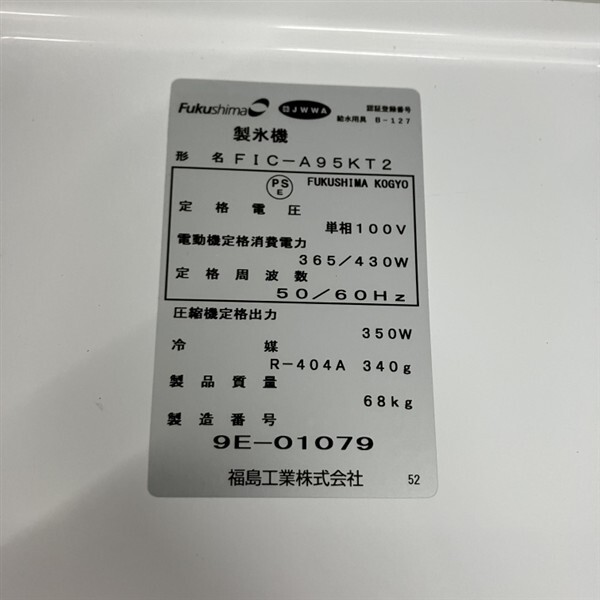 Fukushima JWWA 認証登録番号
給水用具 B-127
製氷機
形名 FIC-A95KT2
PS E FUKUSHIMA KOGYO
定格電圧
単相100V
電動機定格消費電力
365/430W
定格周波数
50/60Hz
圧縮機定格出力
350W
冷媒
R-404A 340g
製品質量
68kg
製造番号
9E-01079
福島工業株式会社 52